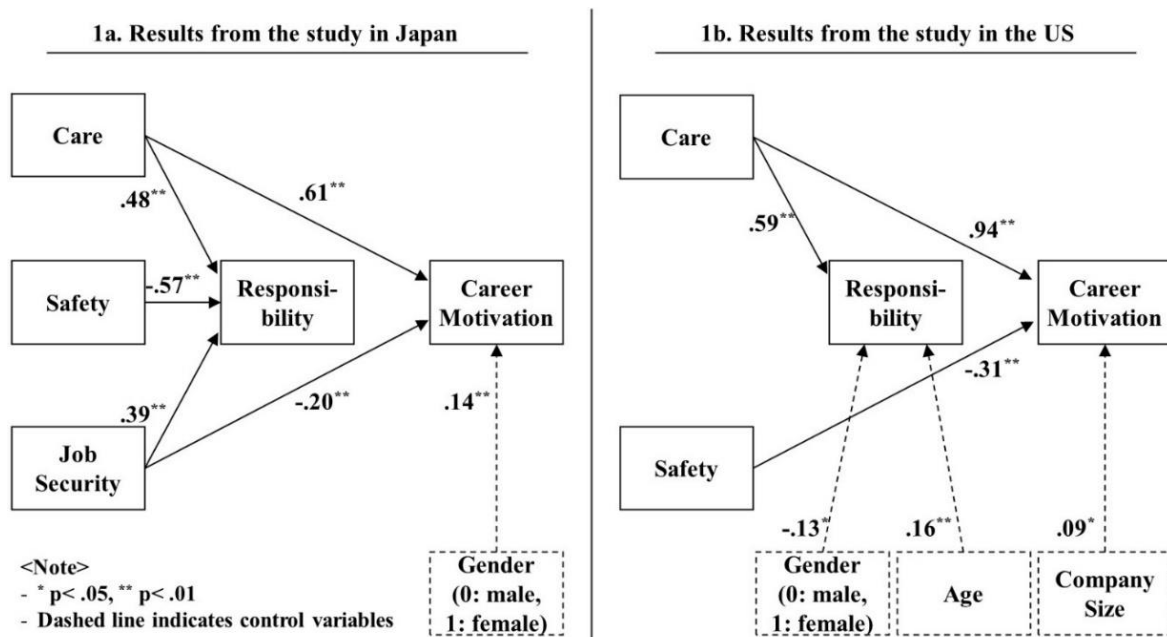 1a. Results from the study in Japan
Care
.48**
.61**
Safety
-.57**
Responsi-
bility
Career
Motivation
.39**
-.20**
.14**
Job
Security
<Note>
- * p< .05, ** p< .01
- Dashed line indicates control variables
Gender
(0: male,
1: female)
1b. Results from the study in the US
Care
.59**
.94**
Responsi-
bility
Career
Motivation
-.31**
Safety
-.13*
.16**
.09*
Gender
(0: male,
1: female)
Age
Company
Size